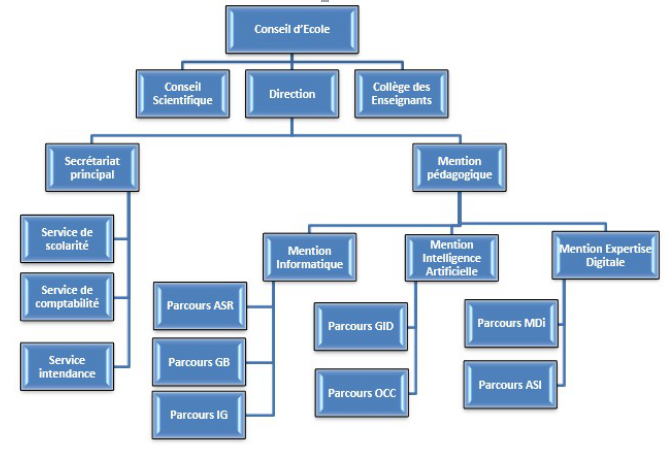 Conseil d'Ecole
Conseil
Scientifique
Direction
Collège des
Enseignants
Secrétariat
principal
Mention
pédagogique
Service de
scolarité
Service de
comptabilité
Service
intendance
Mention
Informatique
Parcours ASR
Parcours GB
Parcours IG
Mention
Intelligence
Artificielle
Parcours GID
Parcours OCC
Mention Expertise
Digitale
Parcours MDi
Parcours ASI